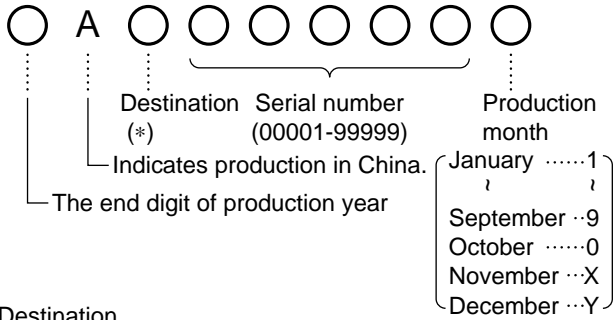 A
Destination Serial number Production
(*) (00001-99999) month
Indicates production in China. January ······1
~ ~
The end digit of production year
September ··9
October ······0
November ···X
December ···Y
Destination